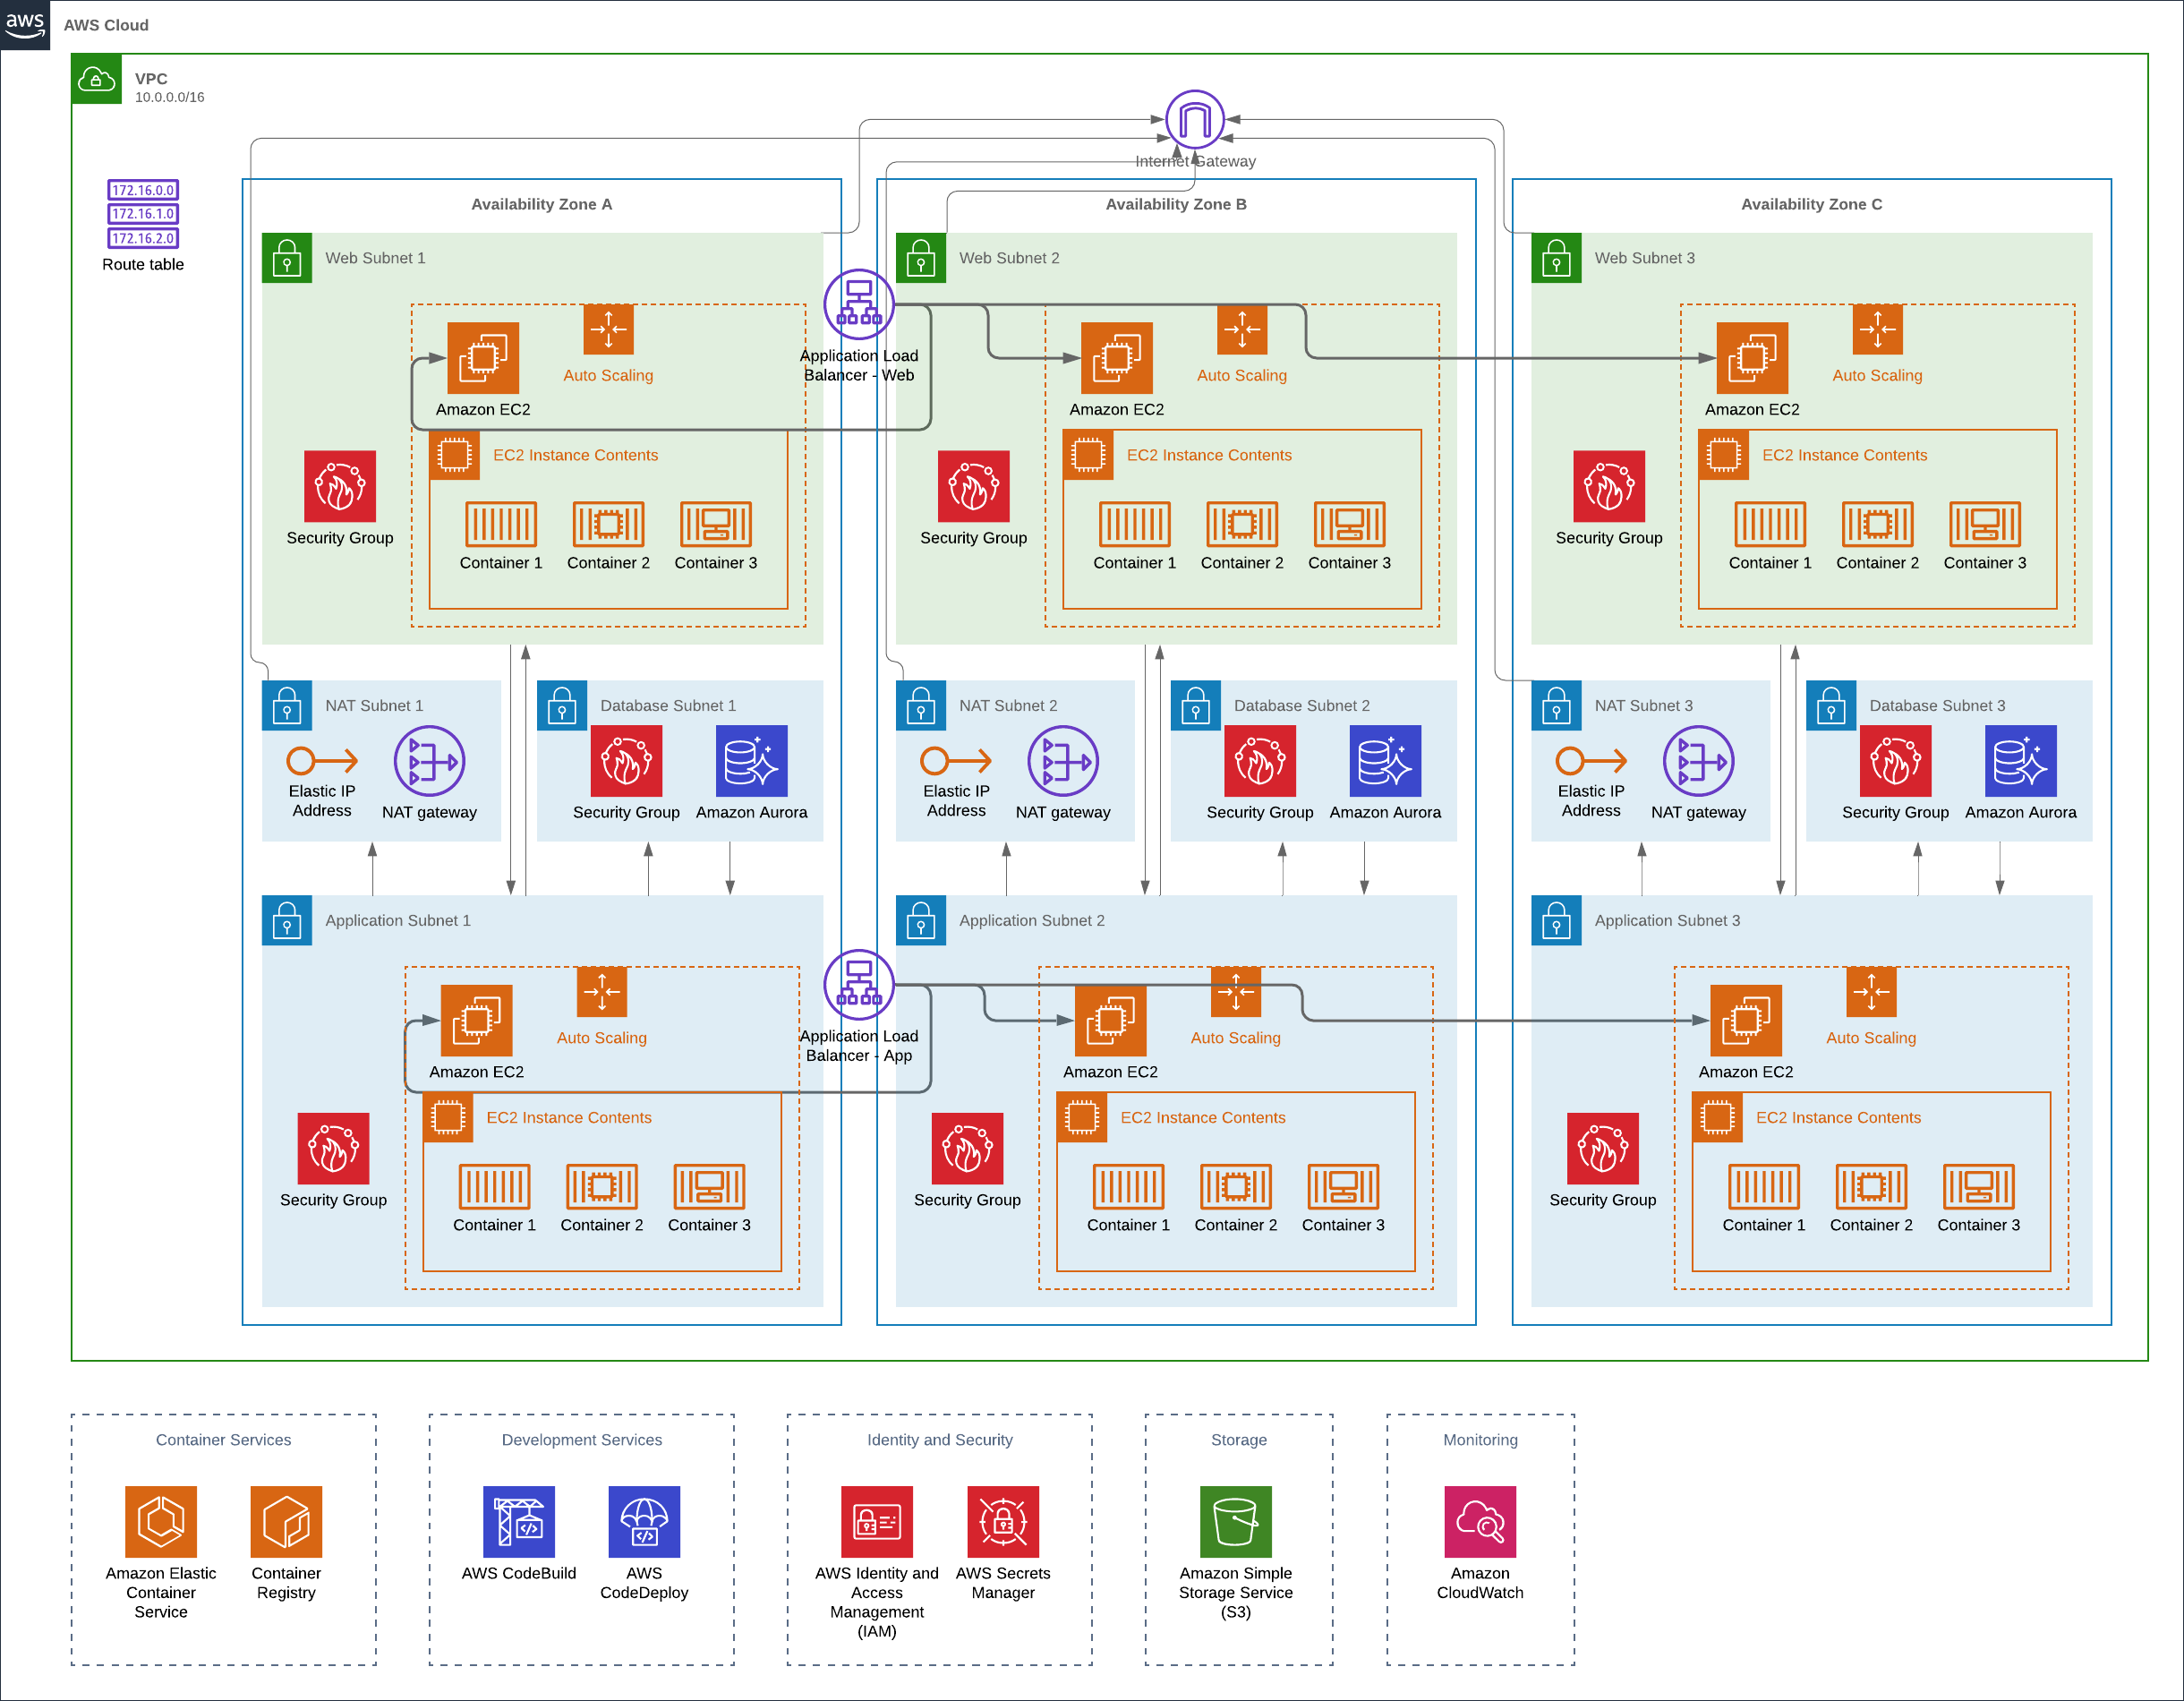 aws
AWS Cloud
VPC
10.0.0.0/16
Internet Gateway
172.16.0.0
172.16.1.0
172.16.2.0
Route table
Availability Zone A
Web Subnet 1
Auto Scaling
Amazon EC2
EC2 Instance Contents
Security Group
Container 1
Container 2
Container 3
Application Load
Balancer - Web
NAT Subnet 1
Elastic IP
Address
NAT gateway
Database Subnet 1
Security Group
Amazon Aurora
Application Subnet 1
Auto Scaling
Amazon EC2
EC2 Instance Contents
Security Group
Container 1
Container 2
Container 3
Application Load
Balancer - App
Availability Zone B
Web Subnet 2
Auto Scaling
Amazon EC2
EC2 Instance Contents
Security Group
Container 1
Container 2
Container 3
NAT Subnet 2
Elastic IP
Address
NAT gateway
Database Subnet 2
Security Group
Amazon Aurora
Application Subnet 2
Auto Scaling
Amazon EC2
EC2 Instance Contents
Security Group
Container 1
Container 2
Container 3
Availability Zone C
Web Subnet 3
Auto Scaling
Amazon EC2
EC2 Instance Contents
Security Group
Container 1
Container 2
Container 3
NAT Subnet 3
Elastic IP
Address
NAT gateway
Database Subnet 3
Security Group
Amazon Aurora
Application Subnet 3
Auto Scaling
Amazon EC2
EC2 Instance Contents
Security Group
Container 1
Container 2
Container 3
Container Services
Amazon Elastic
Container
Service
Container
Registry
Development Services
AWS CodeBuild
AWS
CodeDeploy
Identity and Security
AWS Identity and
Access
Management
(IAM)
AWS Secrets
Manager
Storage
Amazon Simple
Storage Service
(S3)
Monitoring
Amazon
CloudWatch